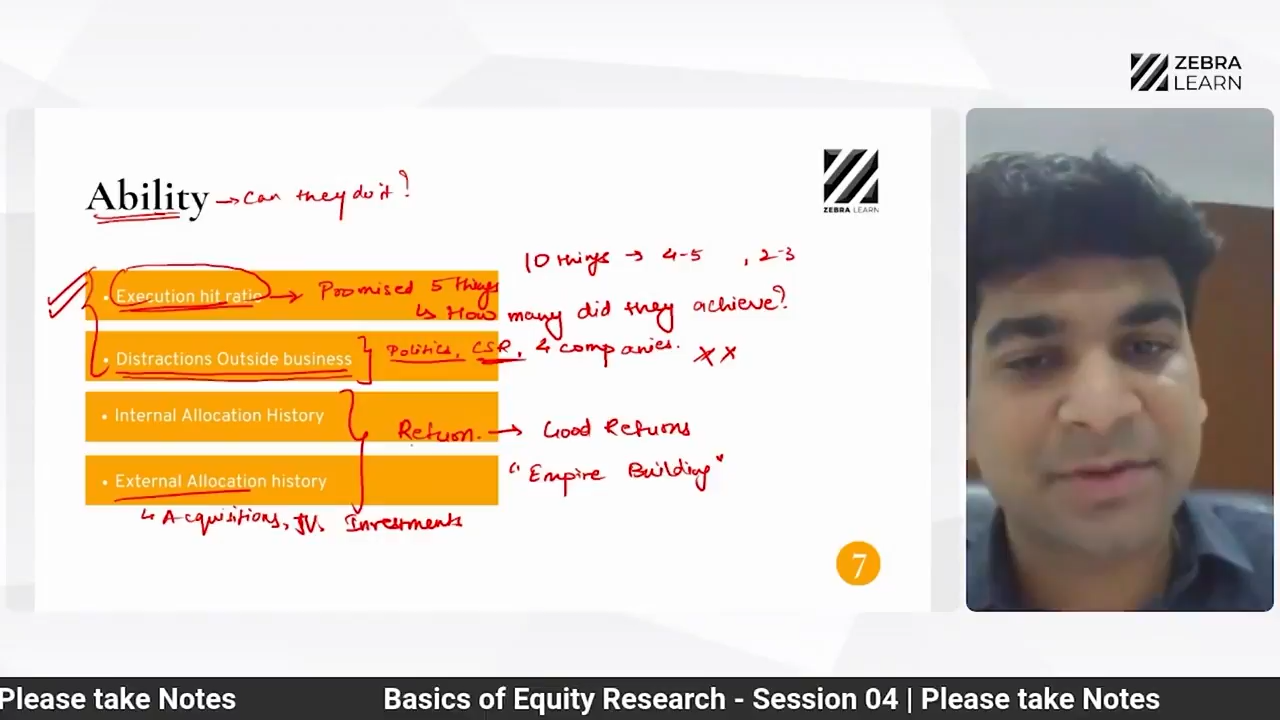 ZEBRA
LEARN
Ability → Can they do it?
ZEBRA LEARN
10 things → 4-5 , 2-3
• Execution hit ratio → Promised 5 things
↳ How many did they achieve?
• Distractions Outside business Politics, CSR, 4 companies. XX
• Internal Allocation History
Return. → Good Returns
• External Allocation history
"Empire Building"
↳ Acquisitions, JVs Investments
7
Please take Notes Basics of Equity Research - Session 04 | Please take Notes